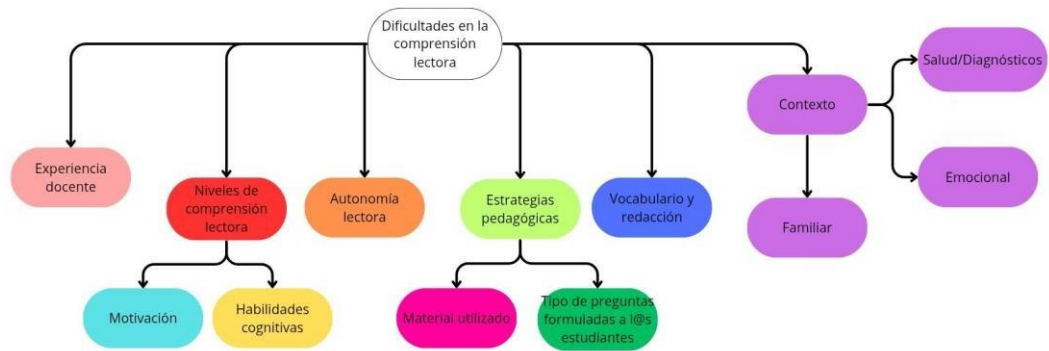 Dificultades en la
comprensión
lectora
Salud/Diagnósticos
Contexto
Experiencia
docente
Niveles de
comprensión
lectora
Autonomía
lectora
Estrategias
pedagógicas
Vocabulario y
redacción
Emocional
Familiar
Motivación
Habilidades
cognitivas
Material utilizado
Tipo de preguntas
formuladas a l@s
estudiantes